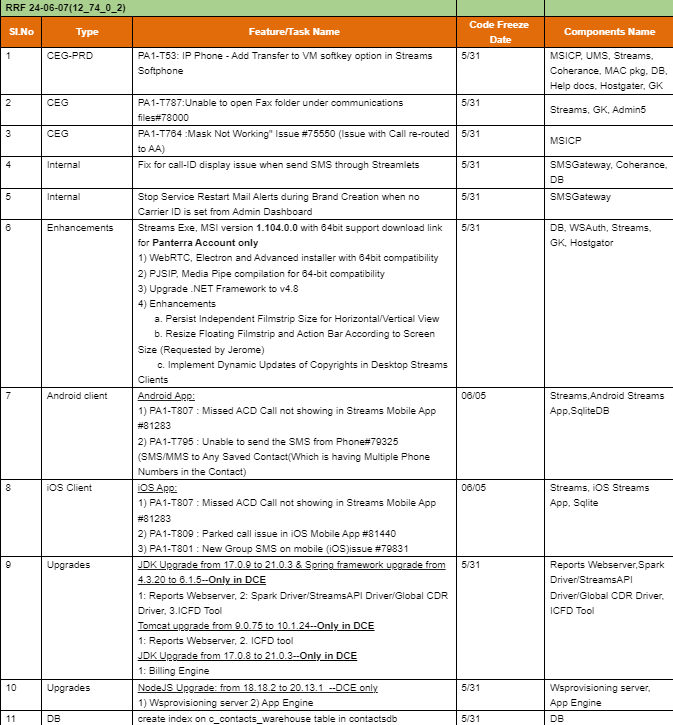 RRF 24-06-07(12_74_0_2)
Sl.No Type Feature/Task Name Code Freeze Date Components Name
1 CEG-PRD PA1-T53: IP Phone - Add Transfer to VM softkey option in Streams 5/31 MSICP, UMS, Streams,
Softphone Coherance, MAC pkg, DB,
Help docs, Hostgater, GK
2 CEG PA1-T787:Unable to open Fax folder under communications 5/31 Streams, GK, Admin5
files#78000
3 CEG PA1-T764 :Mask Not Working" Issue #75550 (Issue with Call re-routed 5/31 MSICP
to AA)
4 Internal Fix for call-ID display issue when send SMS through Streamlets 5/31 SMSGateway, Coherance,
DB
5 Internal Stop Service Restart Mail Alerts during Brand Creation when no 5/31 SMSGateway
Carrier ID is set from Admin Dashboard
6 Enhancements Streams Exe, MSI version 1.104.0.0 with 64bit support download link 5/31 DB, WSAuth, Streams,
for Panterra Account only GK, Hostgator
1) WebRTC, Electron and Advanced installer with 64bit compatibility
2) PJSIP, Media Pipe compilation for 64-bit compatibility
3) Upgrade .NET Framework to v4.8
4) Enhancements
a. Persist Independent Filmstrip Size for Horizontal/Vertical View
b. Resize Floating Filmstrip and Action Bar According to Screen
Size (Requested by Jerome)
c. Implement Dynamic Updates of Copyrights in Desktop Streams
Clients
7 Android client Android App: 06/05 Streams,Android Streams
1) PA1-T807 : Missed ACD Call not showing in Streams Mobile App App,SqliteDB
#81283
2) PA1-T795 : Unable to send the SMS from Phone#79325
(SMS/MMS to Any Saved Contact(Which is having Multiple Phone
Numbers in the Contact)
8 iOS Client iOS App: 06/05 Streams, iOS Streams
1) PA1-T807 : Missed ACD Call not showing in Streams Mobile App App, Sqlite
#81283
2) PA1-T809 : Parked call issue in iOS Mobile App #81440
3) PA1-T801 : New Group SMS on mobile (iOS)issue #79831
9 Upgrades JDK Upgrade from 17.0.9 to 21.0.3 & Spring framework upgrade from 5/31 Reports Webserver,Spark
4.3.20 to 6.1.5--Only in DCE Driver/StreamsAPI
1: Reports Webserver, 2: Spark Driver/StreamsAPI Driver/Global CDR Driver/Global CDR Driver,
Driver, 3.ICFD Tool ICFD Tool
Tomcat upgrade from 9.0.75 to 10.1.24--Only in DCE
1: Reports Webserver, 2. ICFD tool
JDK Upgrade from 17.0.8 to 21.0.3--Only in DCE
1: Billing Engine
10 Upgrades NodeJS Upgrade: from 18.18.2 to 20.13.1 --DCE only 5/31 Wsprovisioning server,
1) Wsprovisioning server 2) App Engine App Engine
11 DB create index on c_contacts_warehouse table in contactsdb 5/31 DB